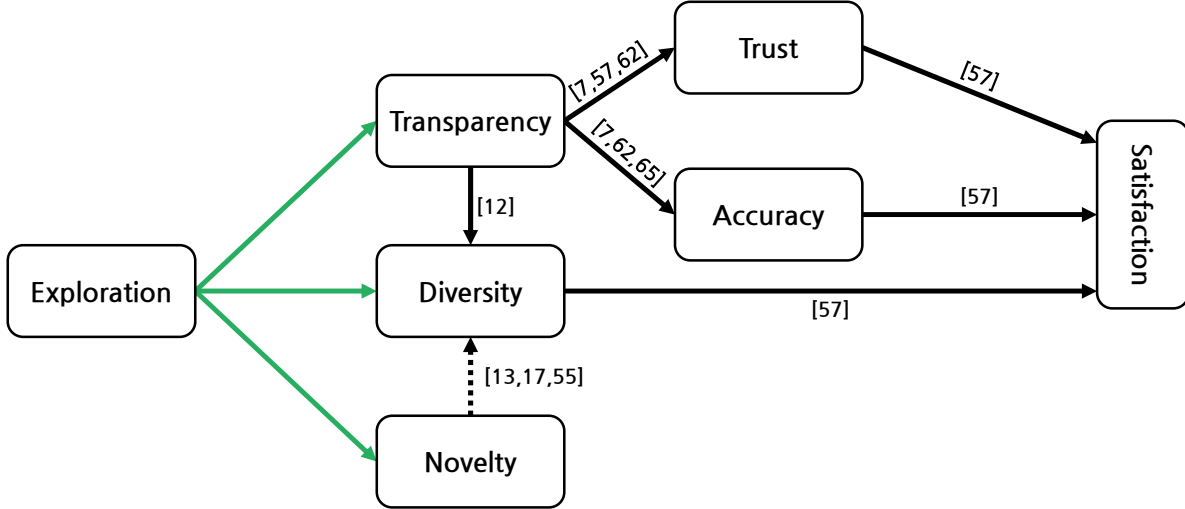 Trust
[7,57,62]
[57]
Transparency
[7,62,65]
Satisfaction
[12]
Accuracy
[57]
Exploration
Diversity
[57]
[13,17,55]
Novelty